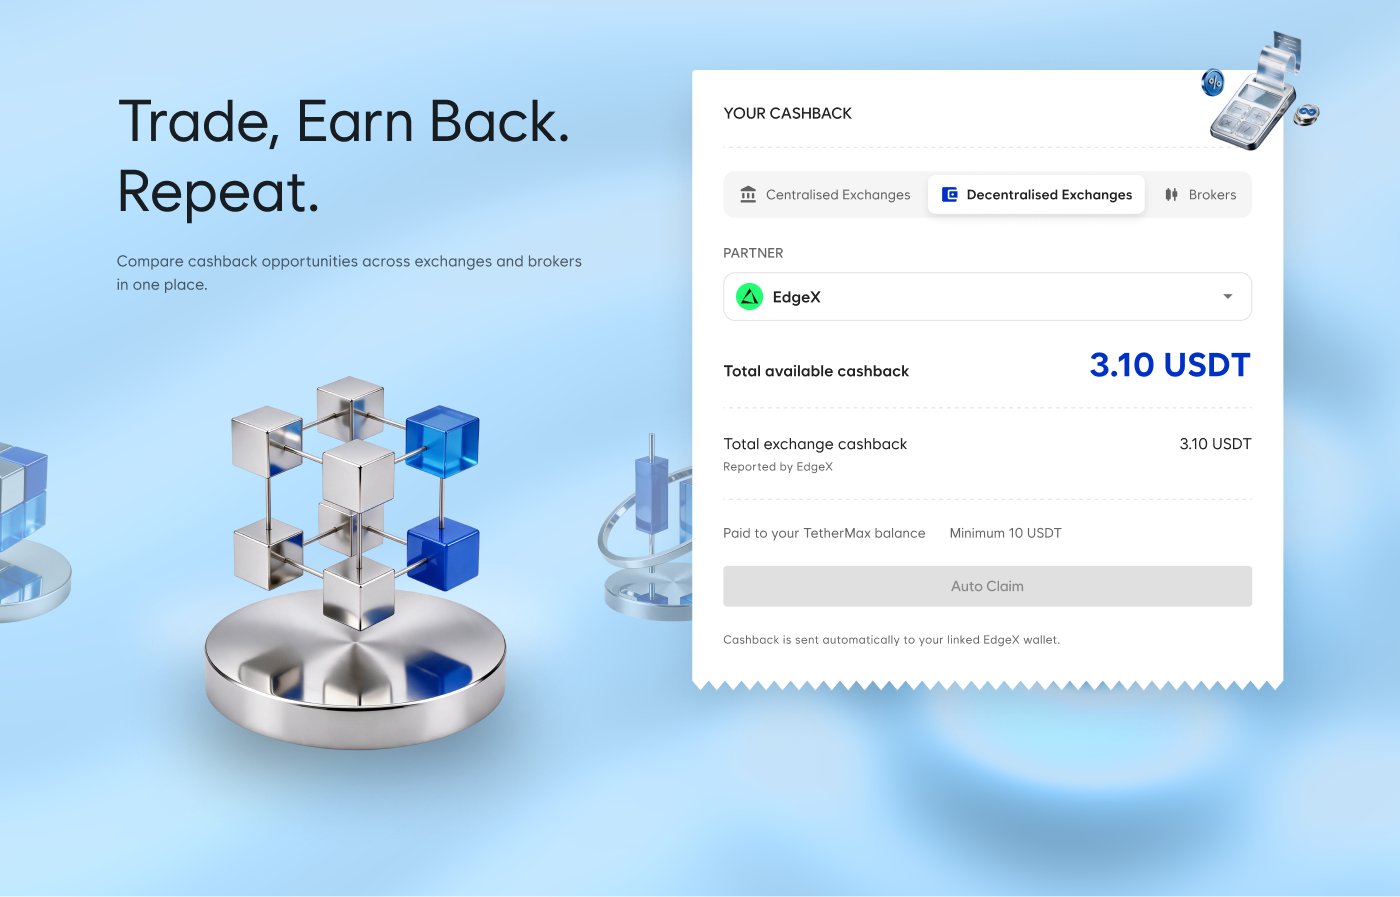 Trade, Earn Back.
Repeat.
Compare cashback opportunities across exchanges and brokers
in one place.
YOUR CASHBACK
Centralised Exchanges
Decentralised Exchanges
Brokers
PARTNER
EdgeX
Total available cashback
3.10 USDT
Total exchange cashback
3.10 USDT
Reported by EdgeX
Paid to your TetherMax balance
Minimum 10 USDT
Auto Claim
Cashback is sent automatically to your linked EdgeX wallet.